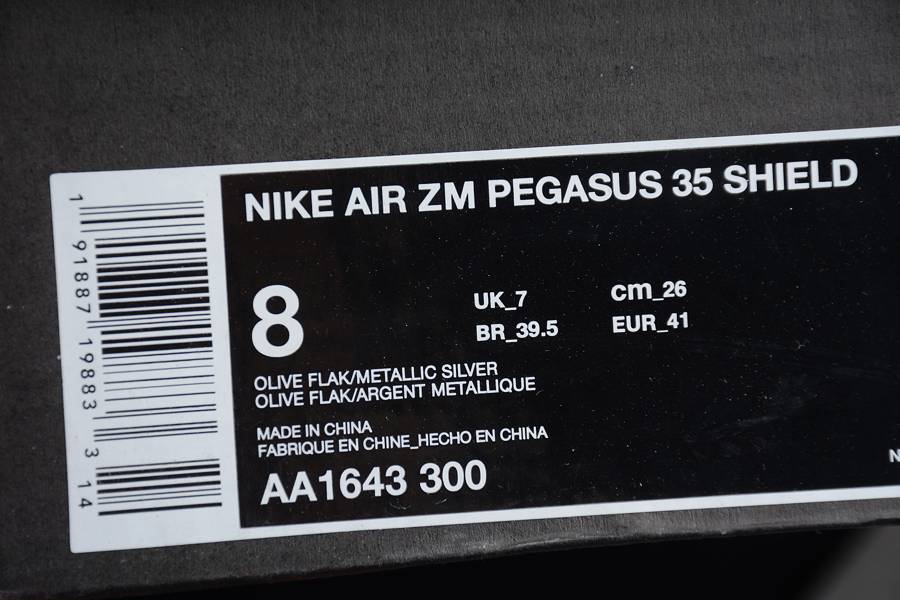 NIKE AIR ZM PEGASUS 35 SHIELD
8
UK_7 cm_26
BR_39.5 EUR_41
OLIVE FLAK/METALLIC SILVER
OLIVE FLAK/ARGENT METALLIQUE
MADE IN CHINA
FABRIQUE EN CHINE_HECHO EN CHINA
AA1643 300
1 91887 19883 3 14